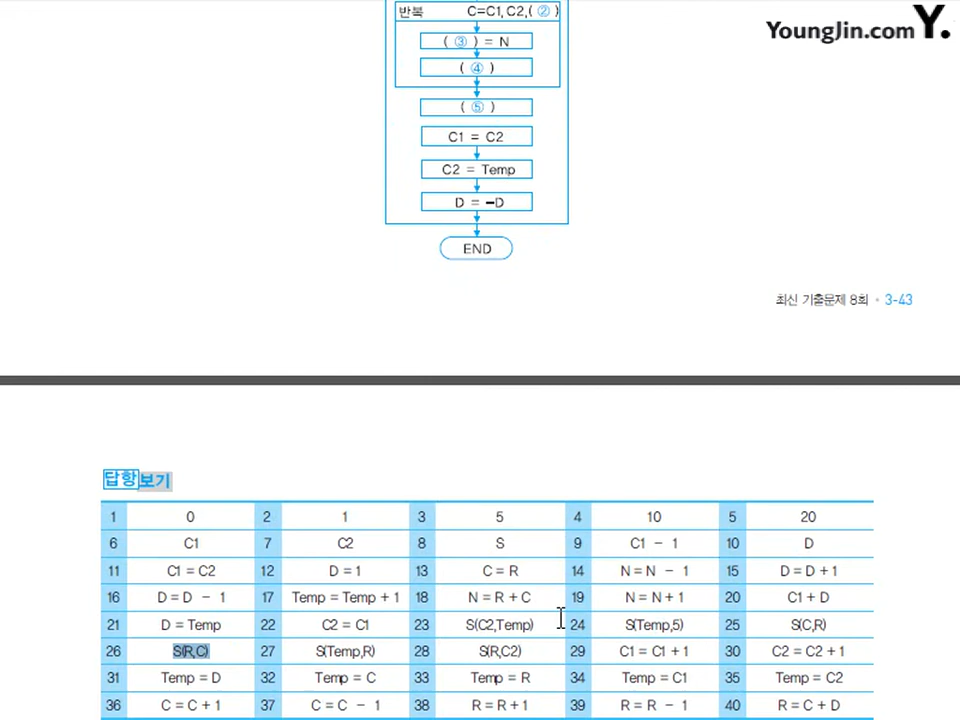 반복 C=C1, C2,( ② )
YoungJin.com Y.
( ③ ) = N
( ④ )
( ⑤ )
C1 = C2
C2 = Temp
D = -D
END
최신 기출문제 8회 • 3-43
답항보기
1 0 2 1 3 5 4 10 5 20
6 C1 7 C2 8 S 9 C1 - 1 10 D
11 C1 = C2 12 D = 1 13 C = R 14 N = N - 1 15 D = D + 1
16 D = D - 1 17 Temp = Temp + 1 18 N = R + C 19 N = N + 1 20 C1 + D
21 D = Temp 22 C2 = C1 23 S(C2,Temp) 24 S(Temp,5) 25 S(C,R)
26 S(R,C) 27 S(Temp,R) 28 S(R,C2) 29 C1 = C1 + 1 30 C2 = C2 + 1
31 Temp = D 32 Temp = C 33 Temp = R 34 Temp = C1 35 Temp = C2
36 C = C + 1 37 C = C - 1 38 R = R + 1 39 R = R - 1 40 R = C + D